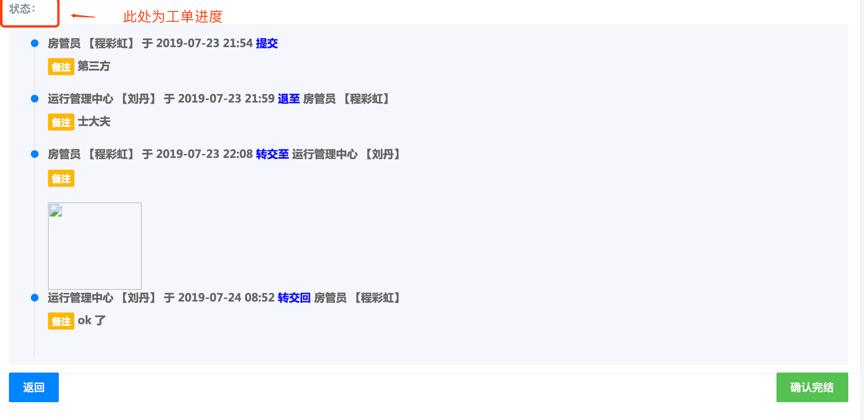 状态：
此处为工单进度
房管员 【程彩虹】 于 2019-07-23 21:54 提交
备注 第三方
运行管理中心 【刘丹】 于 2019-07-23 21:59 退至 房管员 【程彩虹】
备注 士大夫
房管员 【程彩虹】 于 2019-07-23 22:08 转交至 运行管理中心 【刘丹】
备注
运行管理中心 【刘丹】 于 2019-07-24 08:52 转交回 房管员 【程彩虹】
备注 ok 了
返回
确认完结